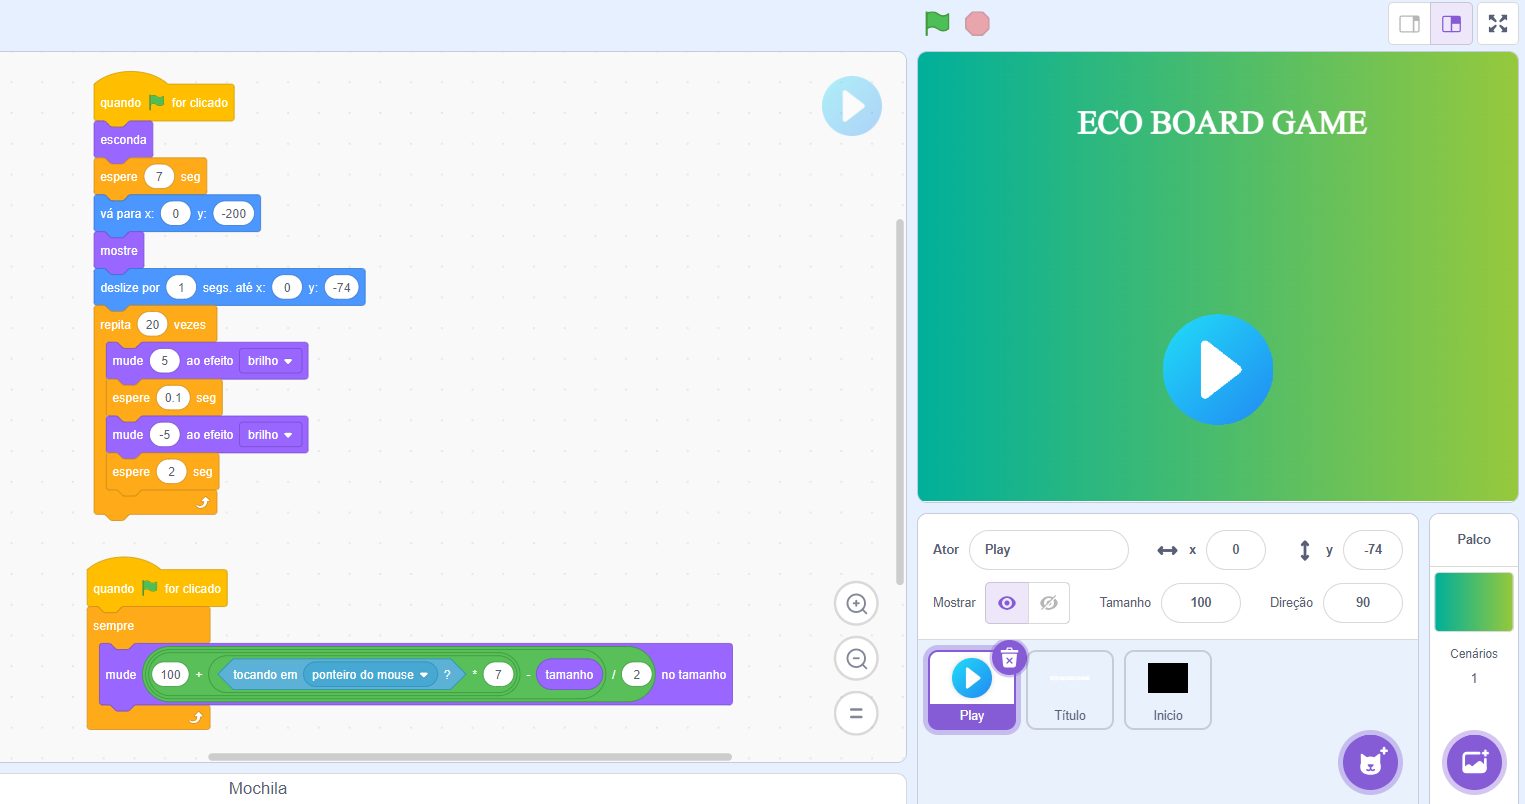 quando for clicado
esconda
espere 7 seg
vá para x: 0 y: -200
mostre
deslize por 1 segs. até x: 0 y: -74
repita 20 vezes
mude 5 ao efeito brilho
espere 0.1 seg
mude -5 ao efeito brilho
espere 2 seg
quando for clicado
sempre
mude 100 + tocando em ponteiro do mouse ? * 7 - tamanho / 2 no tamanho
Mochila
ECO BOARD GAME
Ator Play x 0 y -74
Mostrar Tamanho 100 Direção 90
Play
Título
Inicio
Palco
Cenários
1